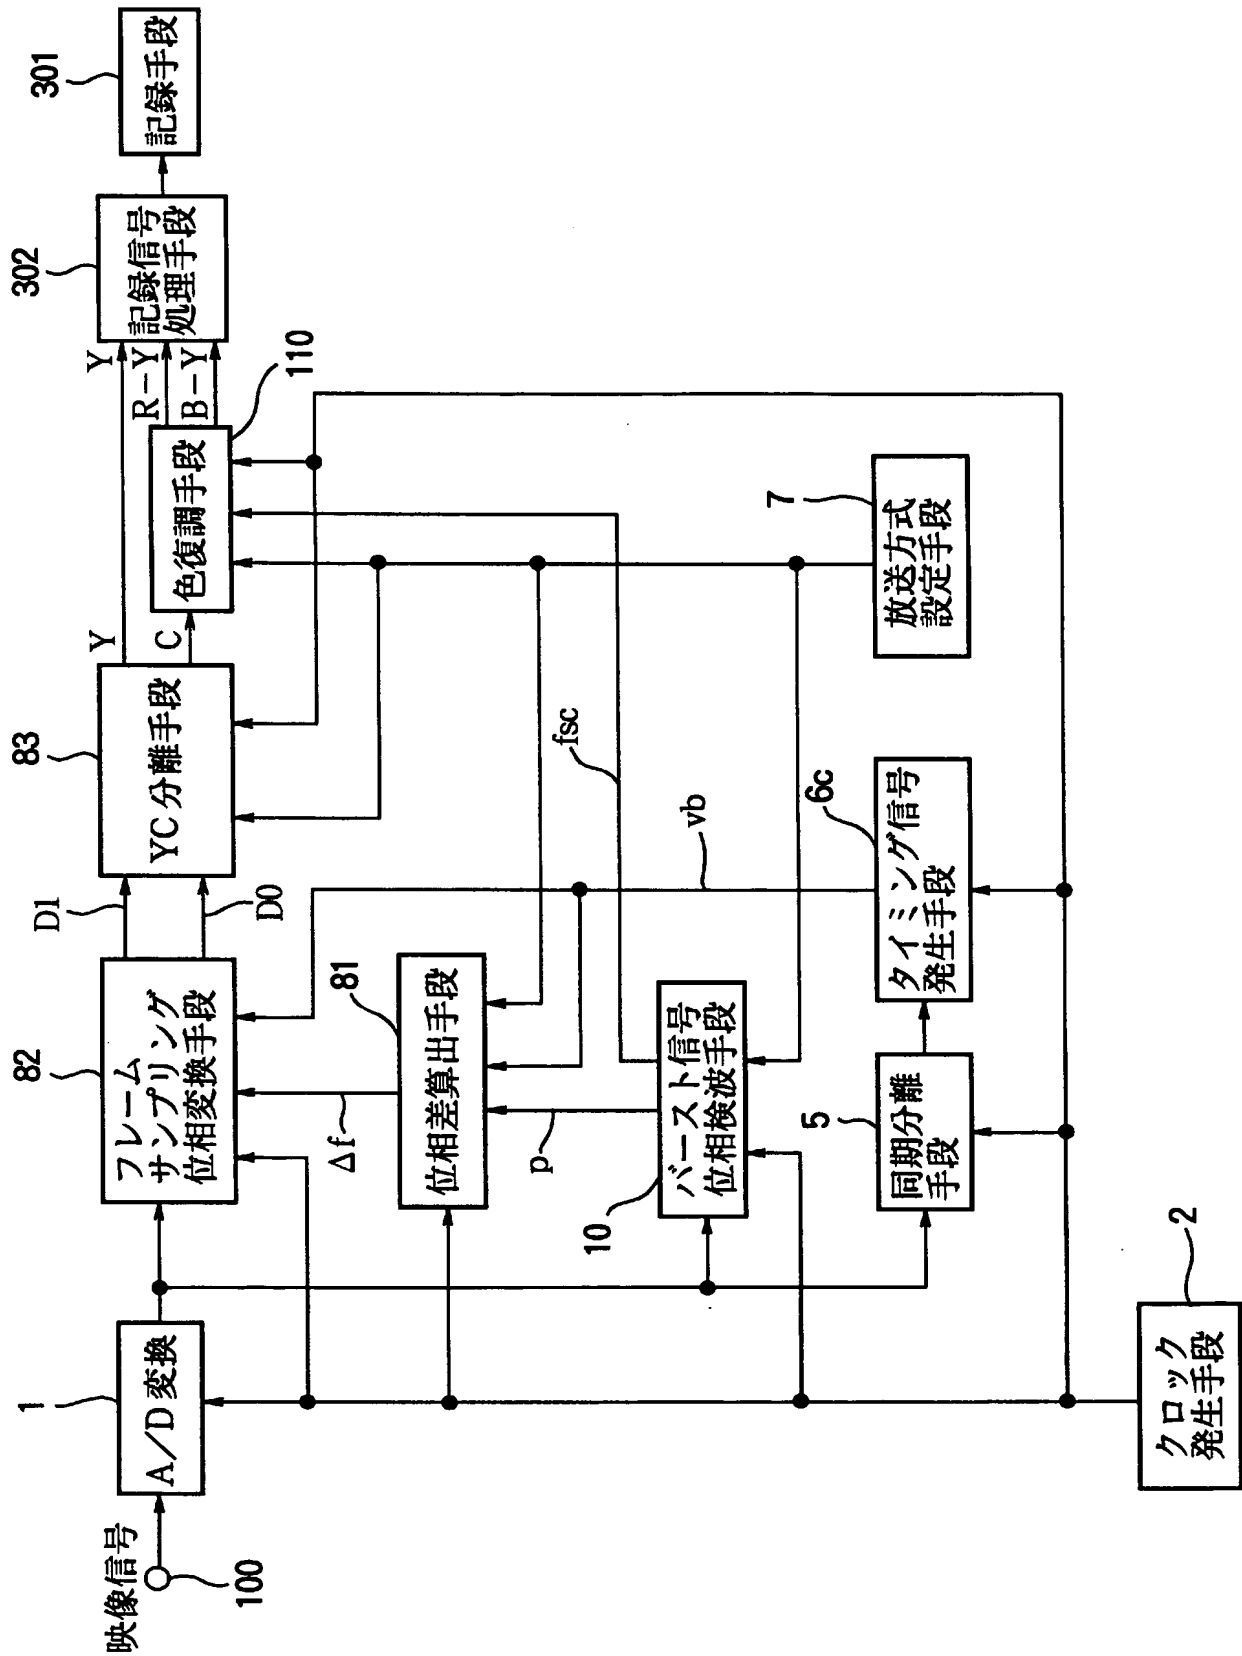 映像信号
100
1
A/D変換
82
フレーム
サンプリング
位相変換手段
D1
D0
83
YC分離手段
Y
C
色復調手段
110
Y
R−Y
B−Y
302
記録信号
処理手段
301
記録手段
Δf
81
位相差算出手段
p
10
バースト信号
位相検波手段
fsc
vb
5
同期分離
手段
6c
タイミング信号
発生手段
7
放送方式
設定手段
2
クロック
発生手段